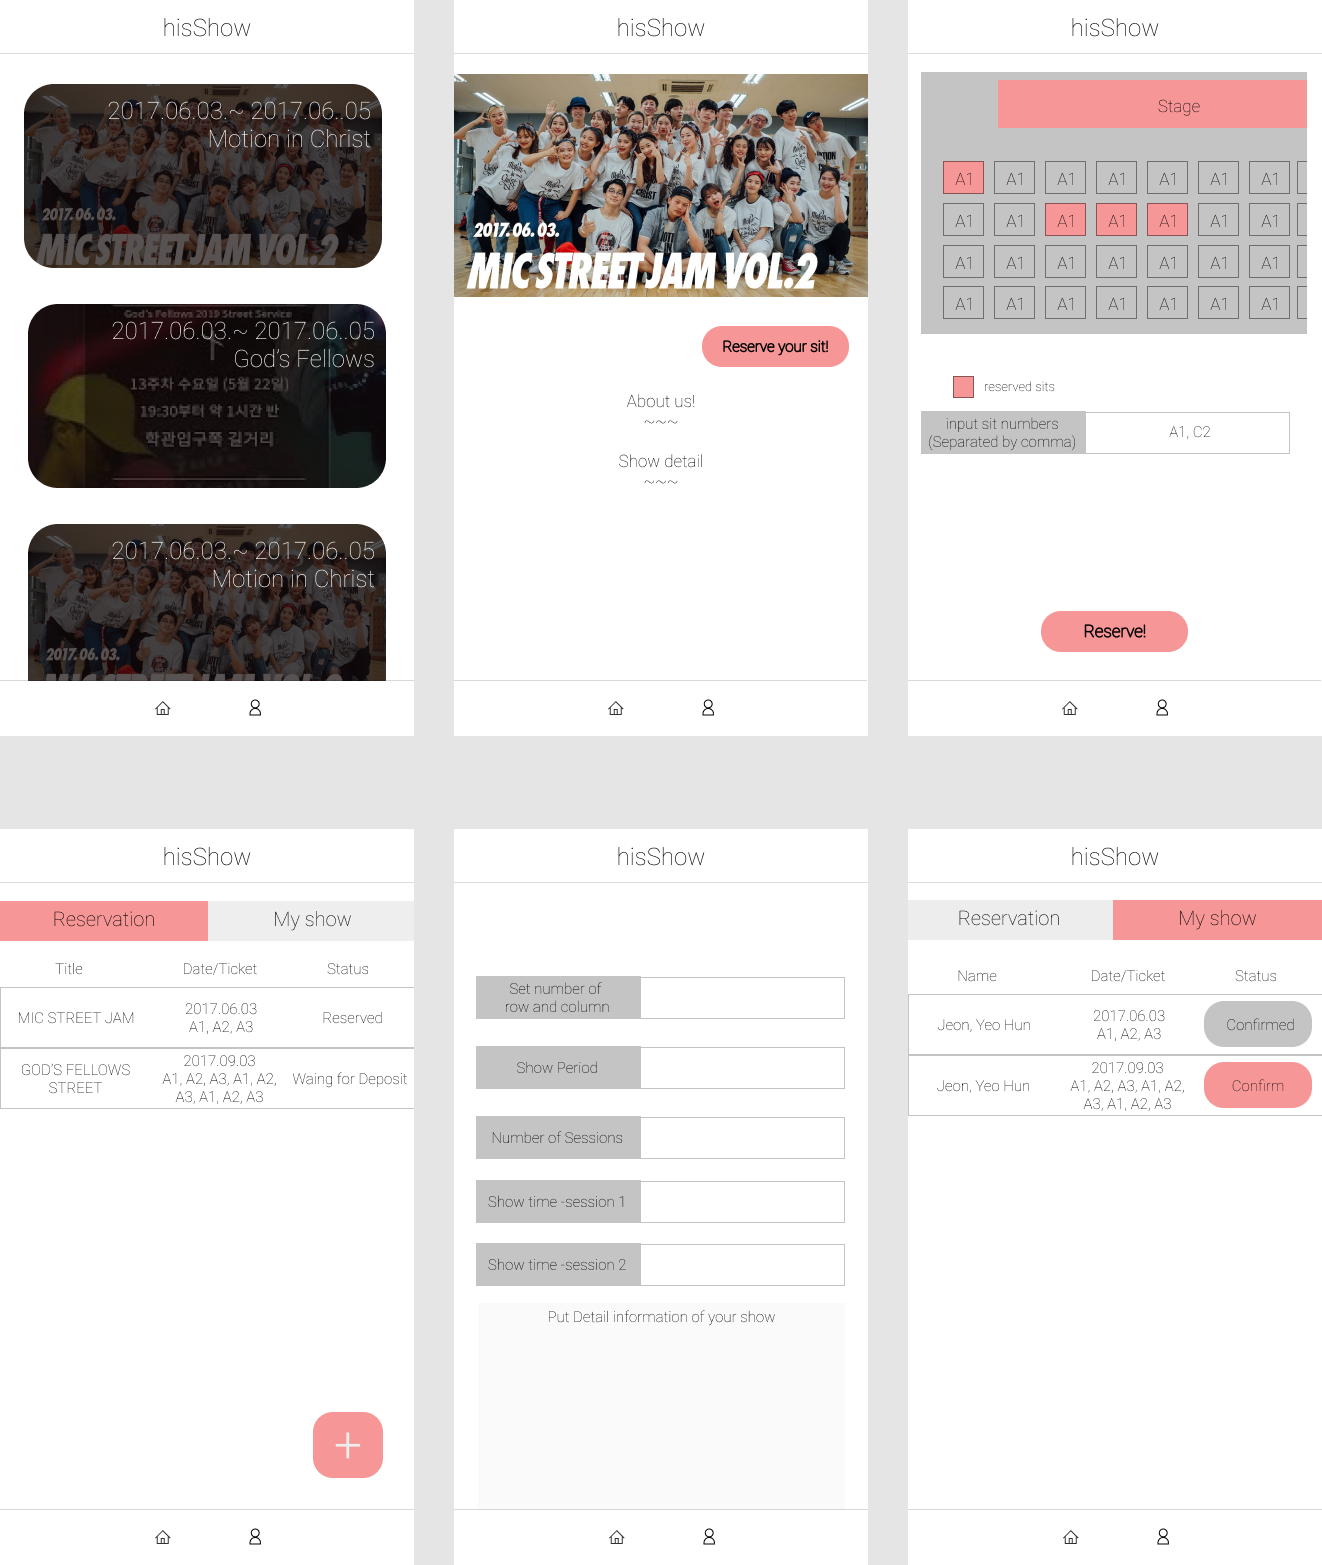 hisShow
2017.06.03.~ 2017.06..05
Motion in Christ
2017.06.03.
MIC STREET JAM VOL.2
God's Fellows 2019 Street Service
2017.06.03.~ 2017.06..05
God's Fellows
13주차 수요일 (5월 22일)
19:30부터 약 1시간 반
학관입구쪽 길거리
2017.06.03.~ 2017.06..05
Motion in Christ
2017.06.03.
MIC STREET JAM VOL.2
hisShow
2017.06.03.
MIC STREET JAM VOL.2
Reserve your sit!
About us!
~~~
Show detail
~~~
hisShow
Stage
A1 A1 A1 A1 A1 A1 A1
A1 A1 A1 A1 A1 A1 A1
A1 A1 A1 A1 A1 A1 A1
A1 A1 A1 A1 A1 A1 A1
reserved sits
input sit numbers
(Separated by comma)
A1, C2
Reserve!
hisShow
Reservation My show
Title Date/Ticket Status
MIC STREET JAM
2017.06.03
A1, A2, A3
Reserved
GOD'S FELLOWS
STREET
2017.09.03
A1, A2, A3, A1, A2,
A3, A1, A2, A3
Waing for Deposit
+
hisShow
Set number of
row and column
Show Period
Number of Sessions
Show time -session 1
Show time -session 2
Put Detail information of your show
hisShow
Reservation My show
Name Date/Ticket Status
Jeon, Yeo Hun
2017.06.03
A1, A2, A3
Confirmed
Jeon, Yeo Hun
2017.09.03
A1, A2, A3, A1, A2,
A3, A1, A2, A3
Confirm